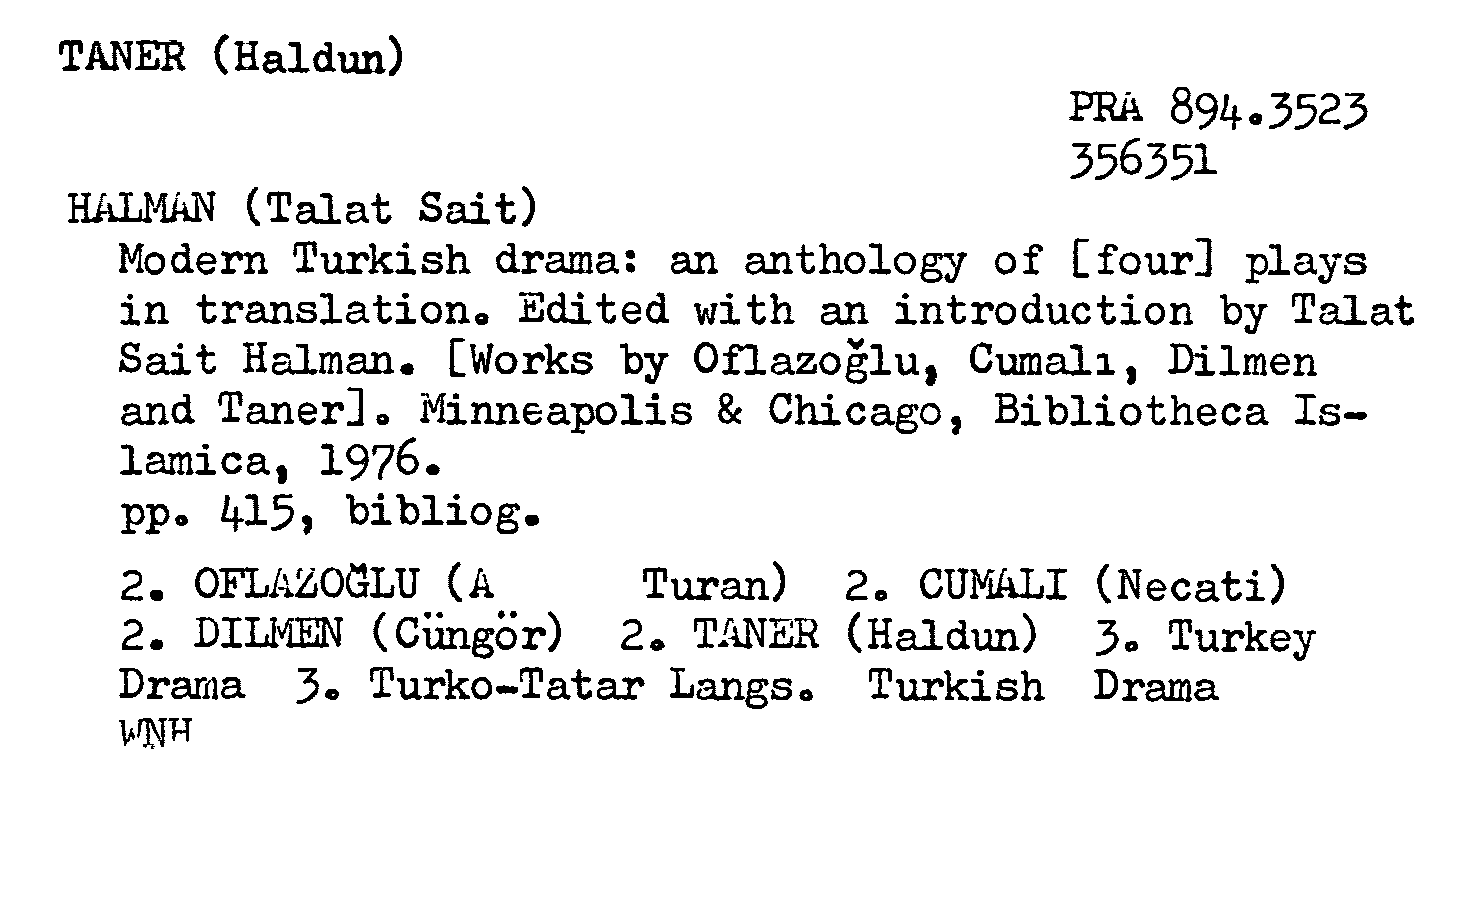 TANER (Haldun)
PRA 894.3523
356351
HALMAN (Talat Sait)
Modern Turkish drama: an anthology of [four] plays
in translation. Edited with an introduction by Talat
Sait Halman. [Works by Oflazoğlu, Cumalı, Dilmen
and Taner]. Minneapolis & Chicago, Bibliotheca Is-
lamica, 1976.
pp. 415, bibliog.
2. OFLAZOĞLU (A Turan) 2. CUMALI (Necati)
2. DILMEN (Cüngör) 2. TANER (Haldun) 3. Turkey
Drama 3. Turko-Tatar Langs. Turkish Drama
WNH